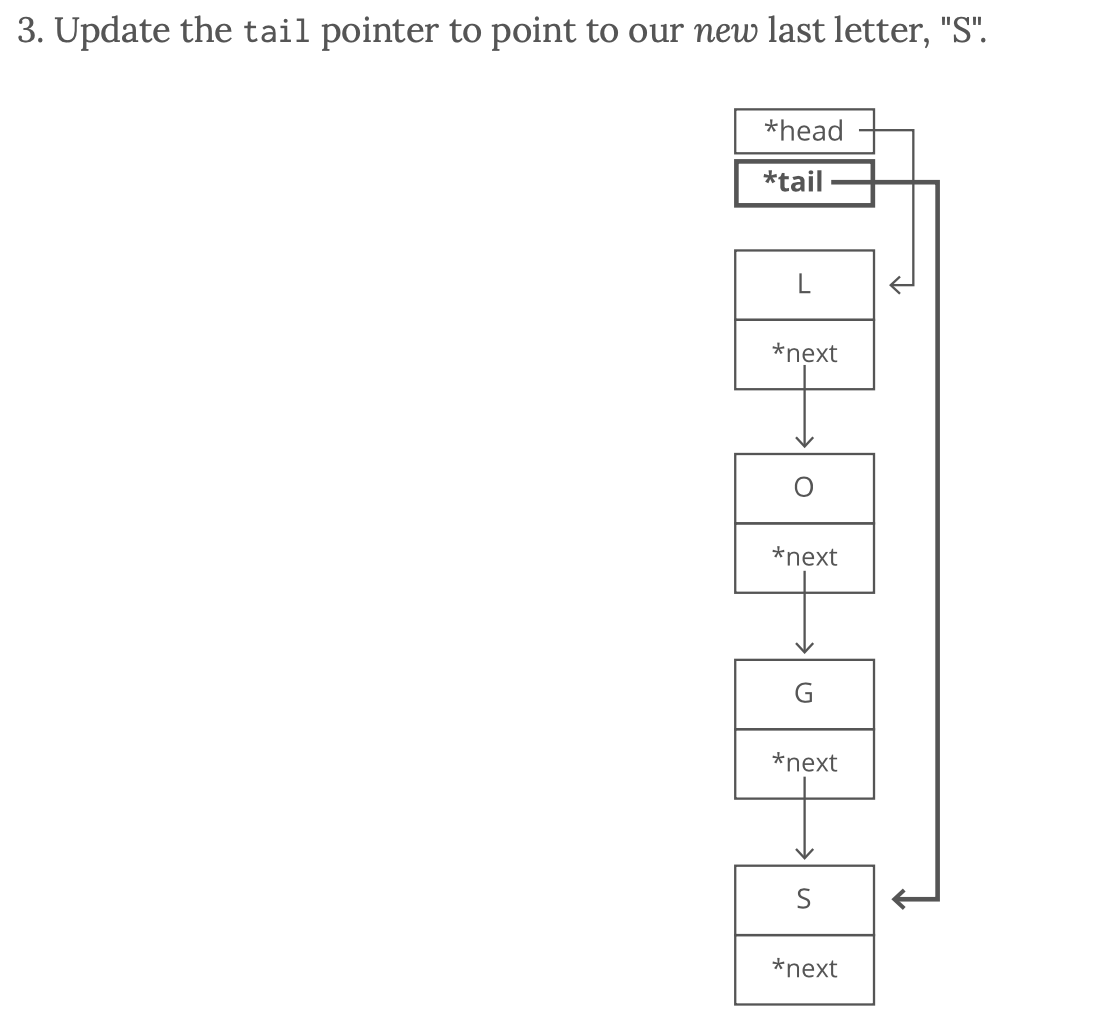 3. Update the tail pointer to point to our new last letter, "S".
*head
*tail
L
*next
O
*next
G
*next
S
*next